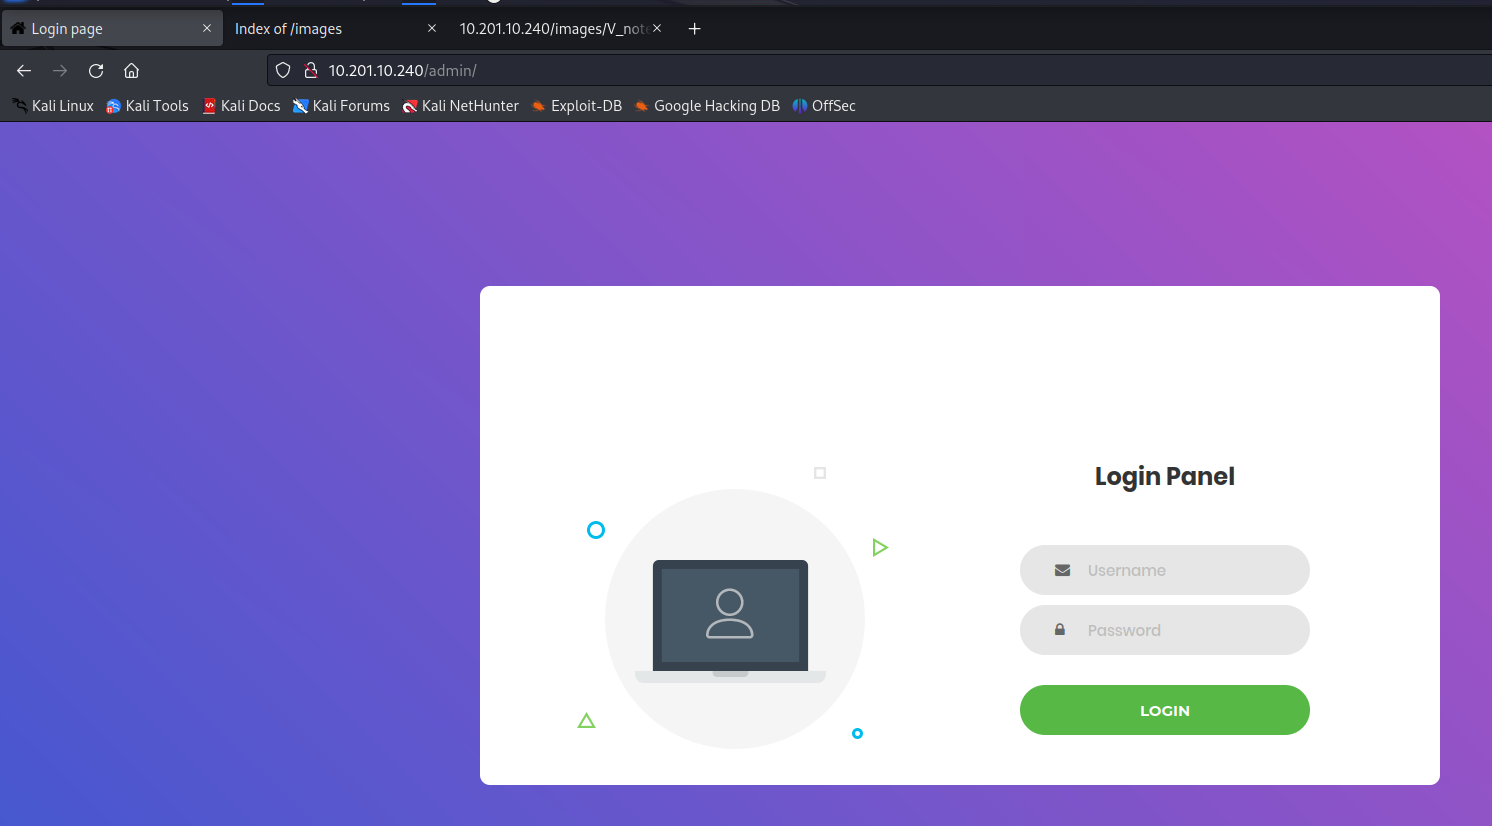 Login page
Index of /images
10.201.10.240/images/V_note
10.201.10.240/admin/
Kali Linux Kali Tools Kali Docs Kali Forums Kali NetHunter Exploit-DB Google Hacking DB OffSec
Login Panel
Username
Password
LOGIN